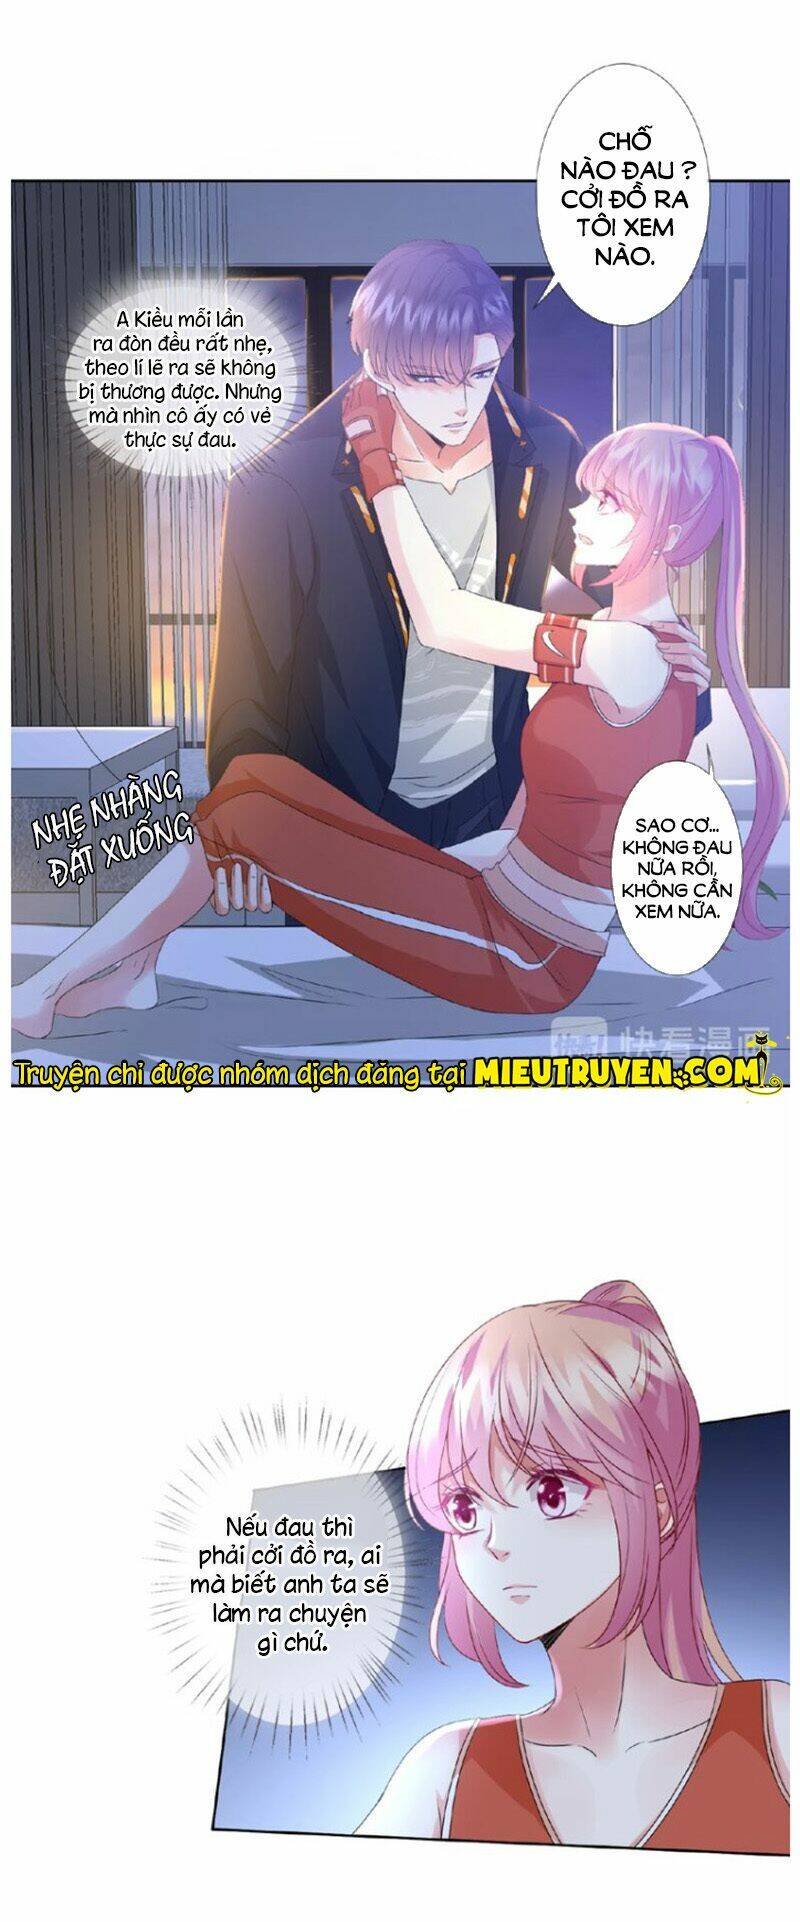 CHỖ
NÀO ĐAU ?
CỞI ĐỒ RA
TÔI XEM
NÀO.
A Kiều mỗi lần
ra đòn đều rất nhẹ,
theo lí lẽ ra sẽ không
bị thương được. Nhưng
mà nhìn cô ấy có vẻ
thực sự đau.
NHẸ NHÀNG
ĐẶT XUỐNG
SAO CƠ...
KHÔNG ĐAU
NỮA RỒI,
KHÔNG CẦN
XEM NỮA.
快看漫画
Truyện chỉ được nhóm dịch đăng tại MIEUTRUYEN.COM
Nếu đau thì
phải cởi đồ ra, ai
mà biết anh ta sẽ
làm ra chuyện
gì chứ.